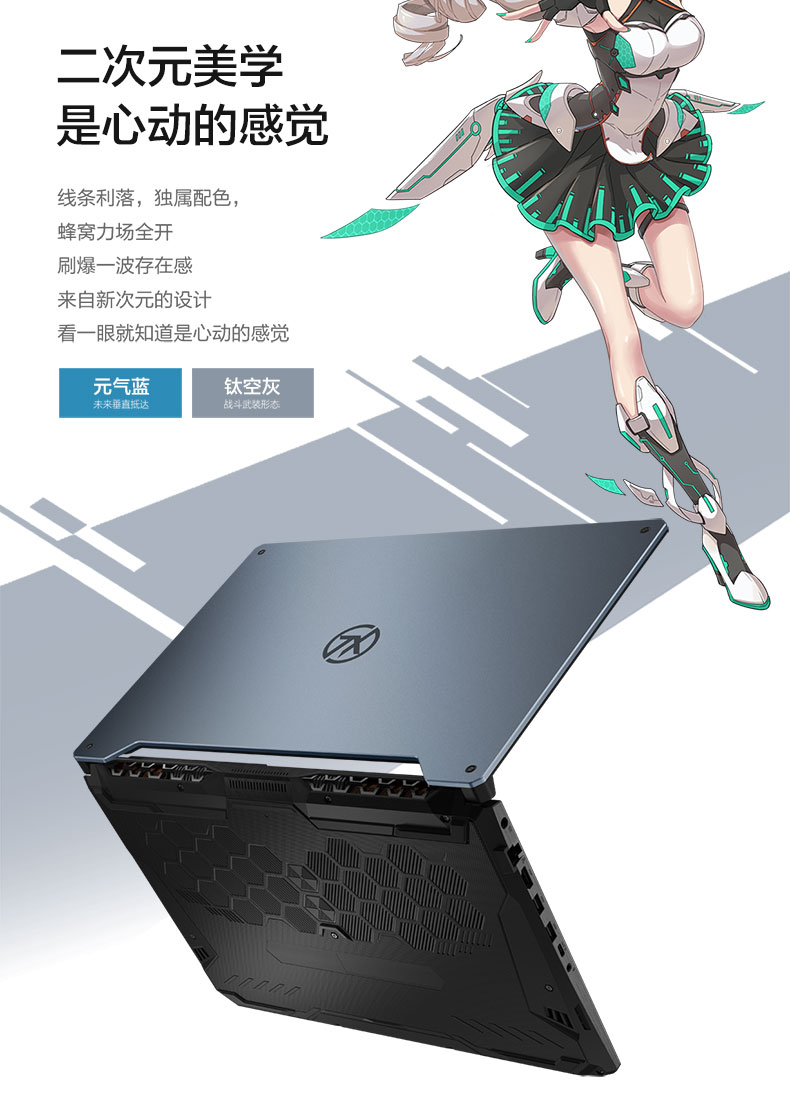 二次元美学
是心动的感觉
线条利落，独属配色，
蜂窝力场全开
刷爆一波存在感
来自新次元的设计
看一眼就知道是心动的感觉
元气蓝
未来垂直抵达
钛空灰
战斗武装形态